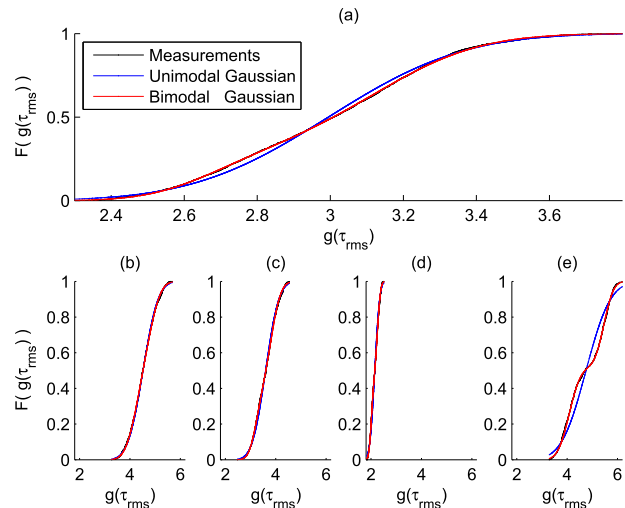 (a)
1
0.5
0
F( g(τrms) )
Measurements
Unimodal Gaussian
Bimodal Gaussian
2.4 2.6 2.8 3 3.2 3.4 3.6
g(τrms)
(b) (c) (d) (e)
1 1 1 1
0.8 0.8 0.8 0.8
0.6 0.6 0.6 0.6
0.4 0.4 0.4 0.4
0.2 0.2 0.2 0.2
0 0 0 0
F( g(τrms) )
2 4 6 2 4 6 2 4 6 2 4 6
g(τrms) g(τrms) g(τrms) g(τrms)